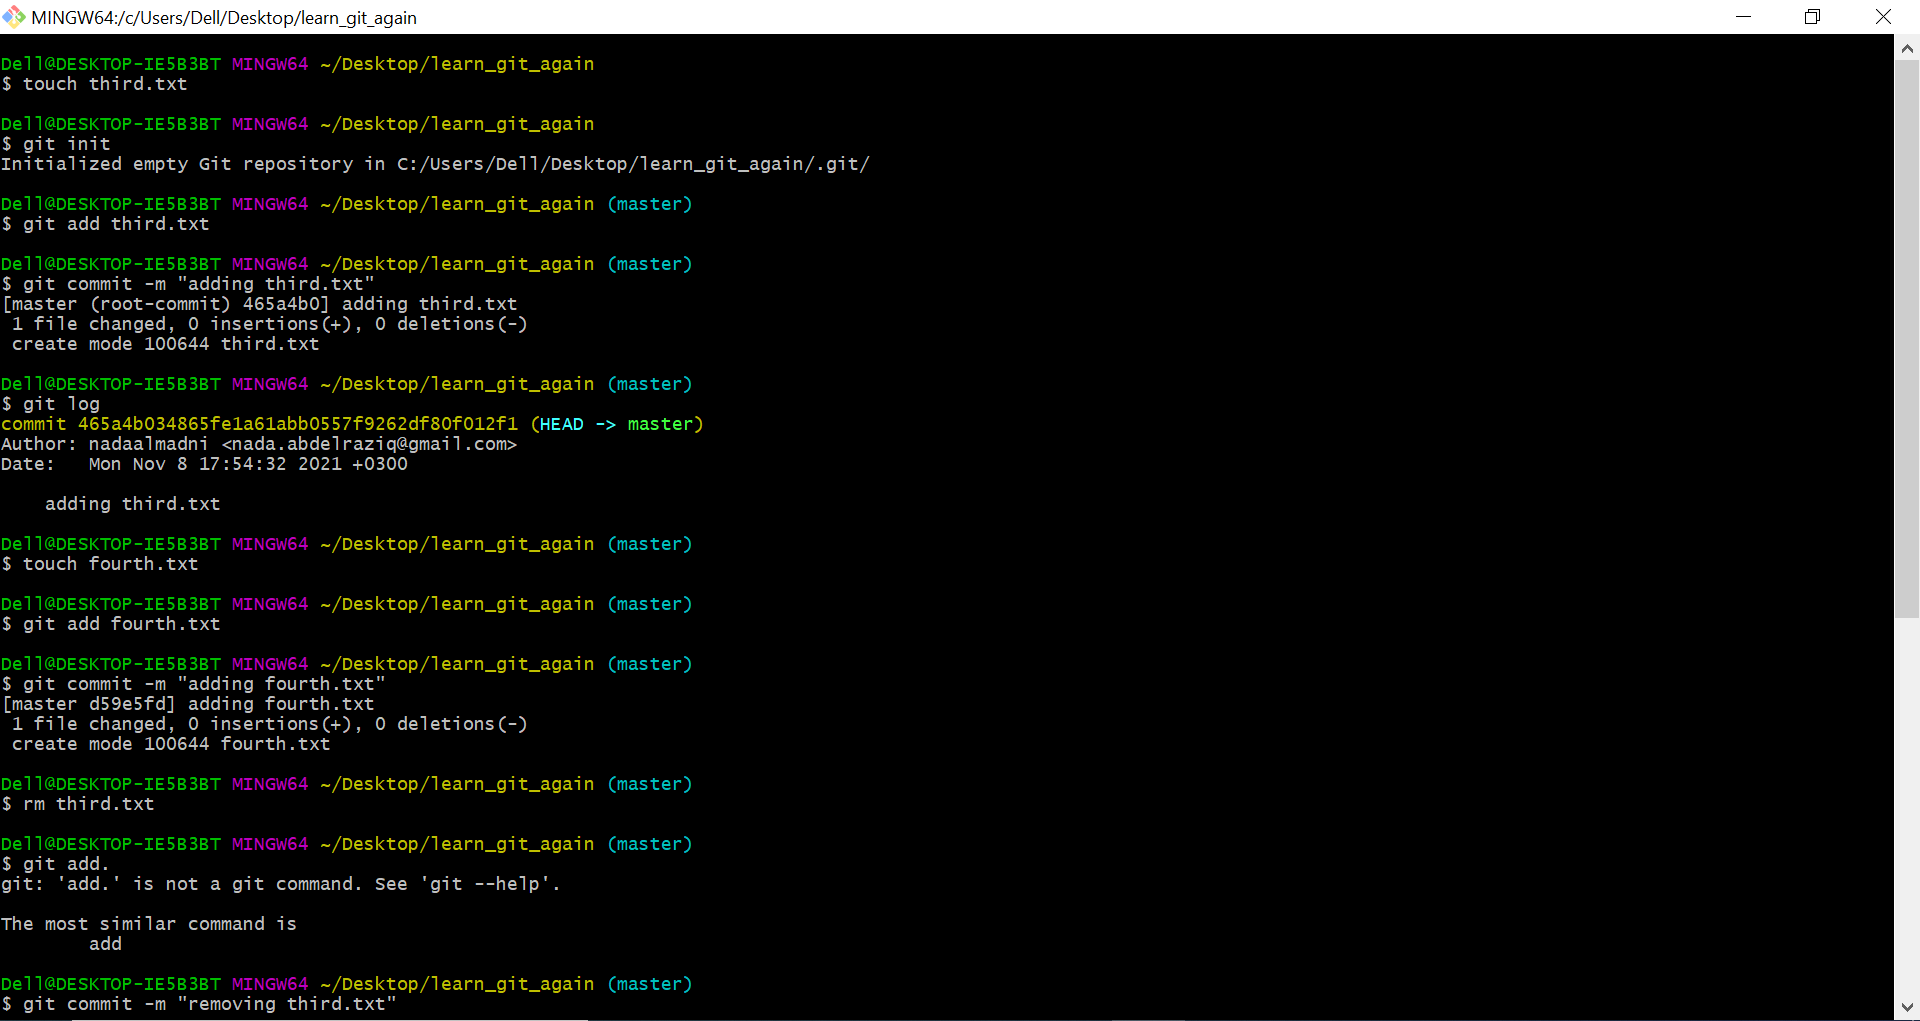 MINGW64:/c/Users/Dell/Desktop/learn_git_again
Dell@DESKTOP-IE5B3BT MINGW64 ~/Desktop/learn_git_again
$ touch third.txt
Dell@DESKTOP-IE5B3BT MINGW64 ~/Desktop/learn_git_again
$ git init
Initialized empty Git repository in C:/Users/Dell/Desktop/learn_git_again/.git/
Dell@DESKTOP-IE5B3BT MINGW64 ~/Desktop/learn_git_again (master)
$ git add third.txt
Dell@DESKTOP-IE5B3BT MINGW64 ~/Desktop/learn_git_again (master)
$ git commit -m "adding third.txt"
[master (root-commit) 465a4b0] adding third.txt
 1 file changed, 0 insertions(+), 0 deletions(-)
 create mode 100644 third.txt
Dell@DESKTOP-IE5B3BT MINGW64 ~/Desktop/learn_git_again (master)
$ git log
commit 465a4b034865fe1a61abb0557f9262df80f012f1 (HEAD -> master)
Author: nadaalmadni <nada.abdelraziq@gmail.com>
Date:   Mon Nov 8 17:54:32 2021 +0300
    adding third.txt
Dell@DESKTOP-IE5B3BT MINGW64 ~/Desktop/learn_git_again (master)
$ touch fourth.txt
Dell@DESKTOP-IE5B3BT MINGW64 ~/Desktop/learn_git_again (master)
$ git add fourth.txt
Dell@DESKTOP-IE5B3BT MINGW64 ~/Desktop/learn_git_again (master)
$ git commit -m "adding fourth.txt"
[master d59e5fd] adding fourth.txt
 1 file changed, 0 insertions(+), 0 deletions(-)
 create mode 100644 fourth.txt
Dell@DESKTOP-IE5B3BT MINGW64 ~/Desktop/learn_git_again (master)
$ rm third.txt
Dell@DESKTOP-IE5B3BT MINGW64 ~/Desktop/learn_git_again (master)
$ git add.
git: 'add.' is not a git command. See 'git --help'.
The most similar command is
        add
Dell@DESKTOP-IE5B3BT MINGW64 ~/Desktop/learn_git_again (master)
$ git commit -m "removing third.txt"